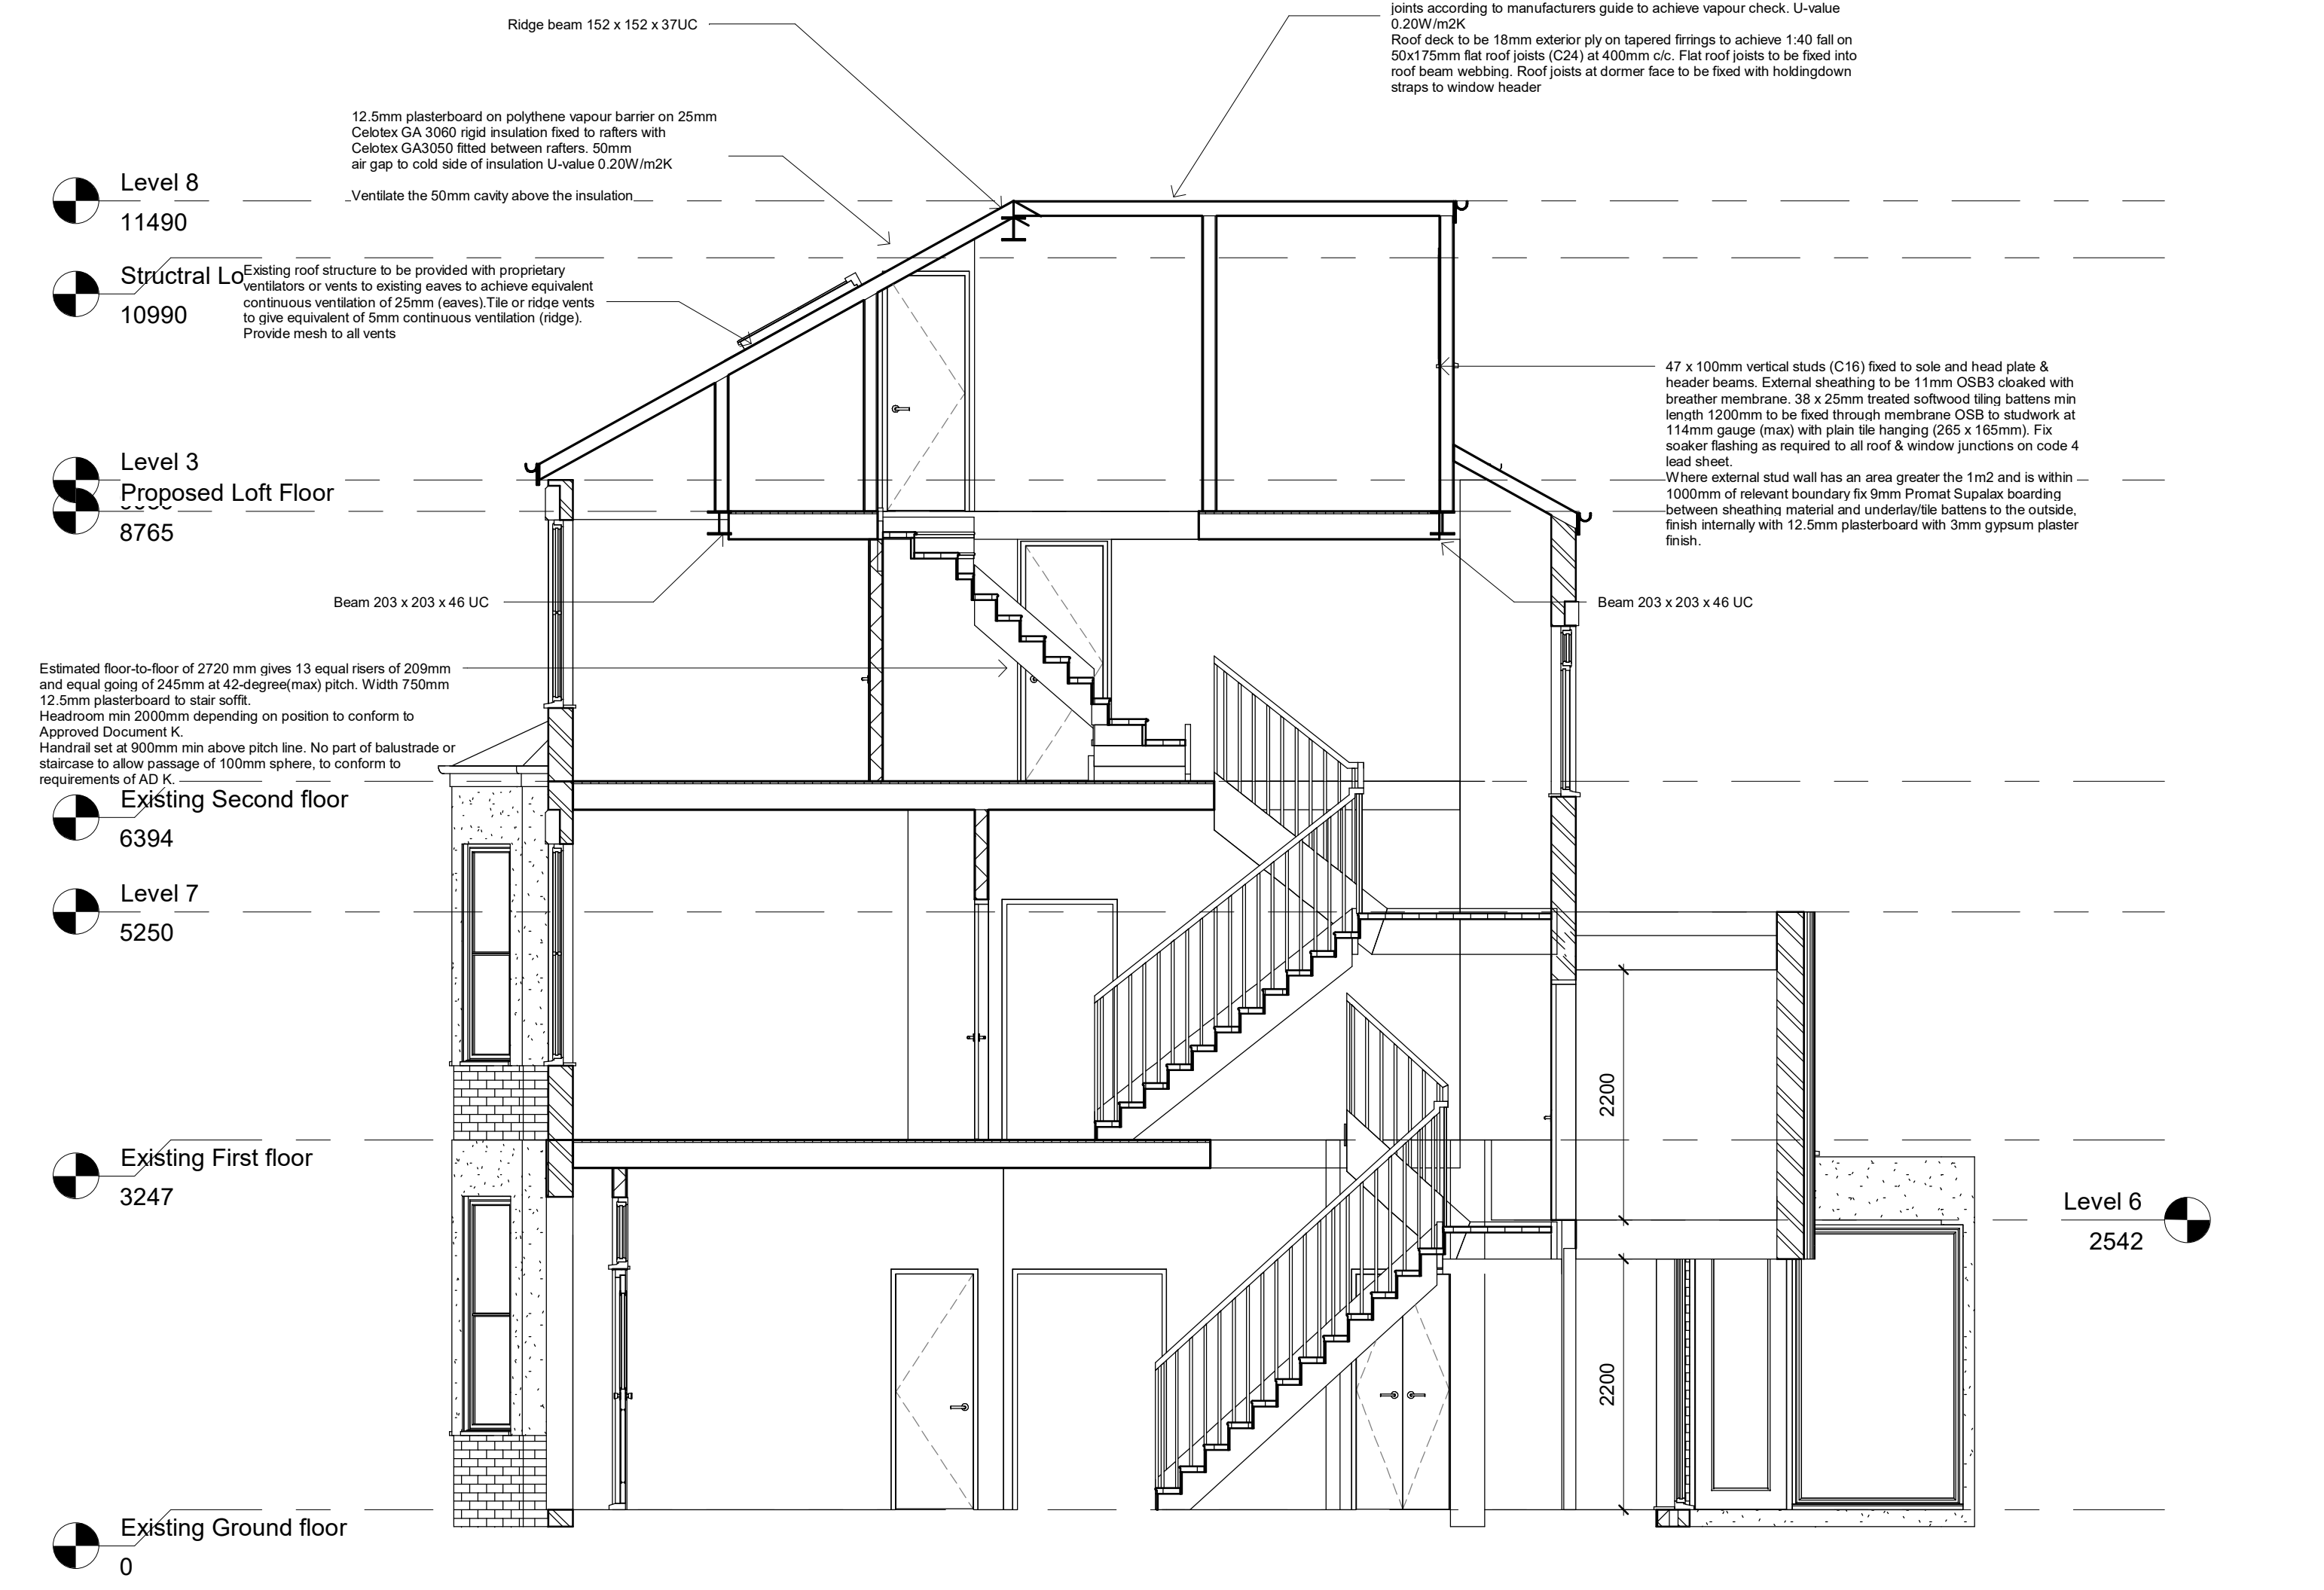 joints according to manufacturers guide to achieve vapour check. U-value
0.20W/m2K
Roof deck to be 18mm exterior ply on tapered firrings to achieve 1:40 fall on
50x175mm flat roof joists (C24) at 400mm c/c. Flat roof joists to be fixed into
roof beam webbing. Roof joists at dormer face to be fixed with holdingdown
straps to window header
Ridge beam 152 x 152 x 37UC
12.5mm plasterboard on polythene vapour barrier on 25mm
Celotex GA 3060 rigid insulation fixed to rafters with
Celotex GA3050 fitted between rafters. 50mm
air gap to cold side of insulation U-value 0.20W/m2K
Ventilate the 50mm cavity above the insulation
Level 8
11490
Structral Lo
10990
Existing roof structure to be provided with proprietary
ventilators or vents to existing eaves to achieve equivalent
continuous ventilation of 25mm (eaves).Tile or ridge vents
to give equivalent of 5mm continuous ventilation (ridge).
Provide mesh to all vents
47 x 100mm vertical studs (C16) fixed to sole and head plate &
header beams. External sheathing to be 11mm OSB3 cloaked with
breather membrane. 38 x 25mm treated softwood tiling battens min
length 1200mm to be fixed through membrane OSB to studwork at
114mm gauge (max) with plain tile hanging (265 x 165mm). Fix
soaker flashing as required to all roof & window junctions on code 4
lead sheet.
Where external stud wall has an area greater the 1m2 and is within
1000mm of relevant boundary fix 9mm Promat Supalax boarding
between sheathing material and underlay/tile battens to the outside,
finish internally with 12.5mm plasterboard with 3mm gypsum plaster
finish.
Level 3
Proposed Loft Floor
8765
Beam 203 x 203 x 46 UC
Beam 203 x 203 x 46 UC
Estimated floor-to-floor of 2720 mm gives 13 equal risers of 209mm
and equal going of 245mm at 42-degree(max) pitch. Width 750mm
12.5mm plasterboard to stair soffit.
Headroom min 2000mm depending on position to conform to
Approved Document K.
Handrail set at 900mm min above pitch line. No part of balustrade or
staircase to allow passage of 100mm sphere, to conform to
requirements of AD K.
Existing Second floor
6394
Level 7
5250
2200
Existing First floor
3247
Level 6
2542
2200
Existing Ground floor
0